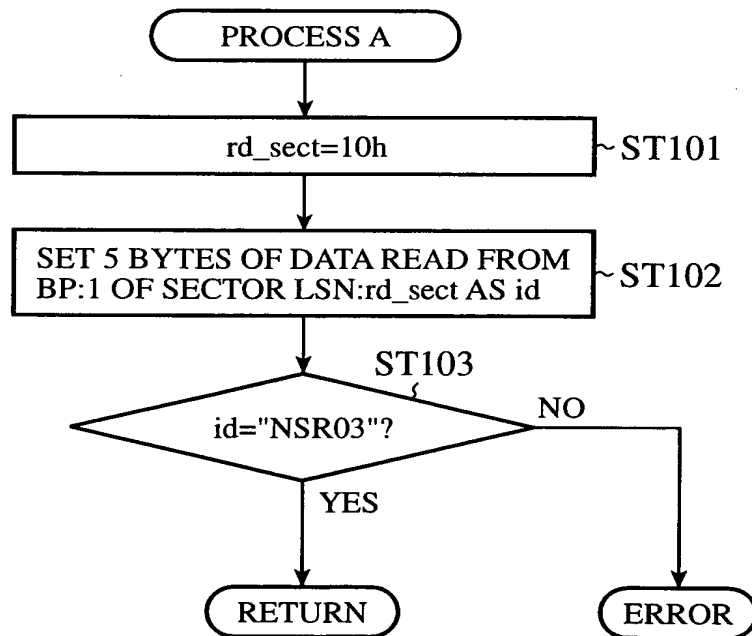 PROCESS A
rd_sect=10h
ST101
SET 5 BYTES OF DATA READ FROM
BP:1 OF SECTOR LSN:rd_sect AS id
ST102
ST103
id="NSR03"?
NO
YES
RETURN
ERROR